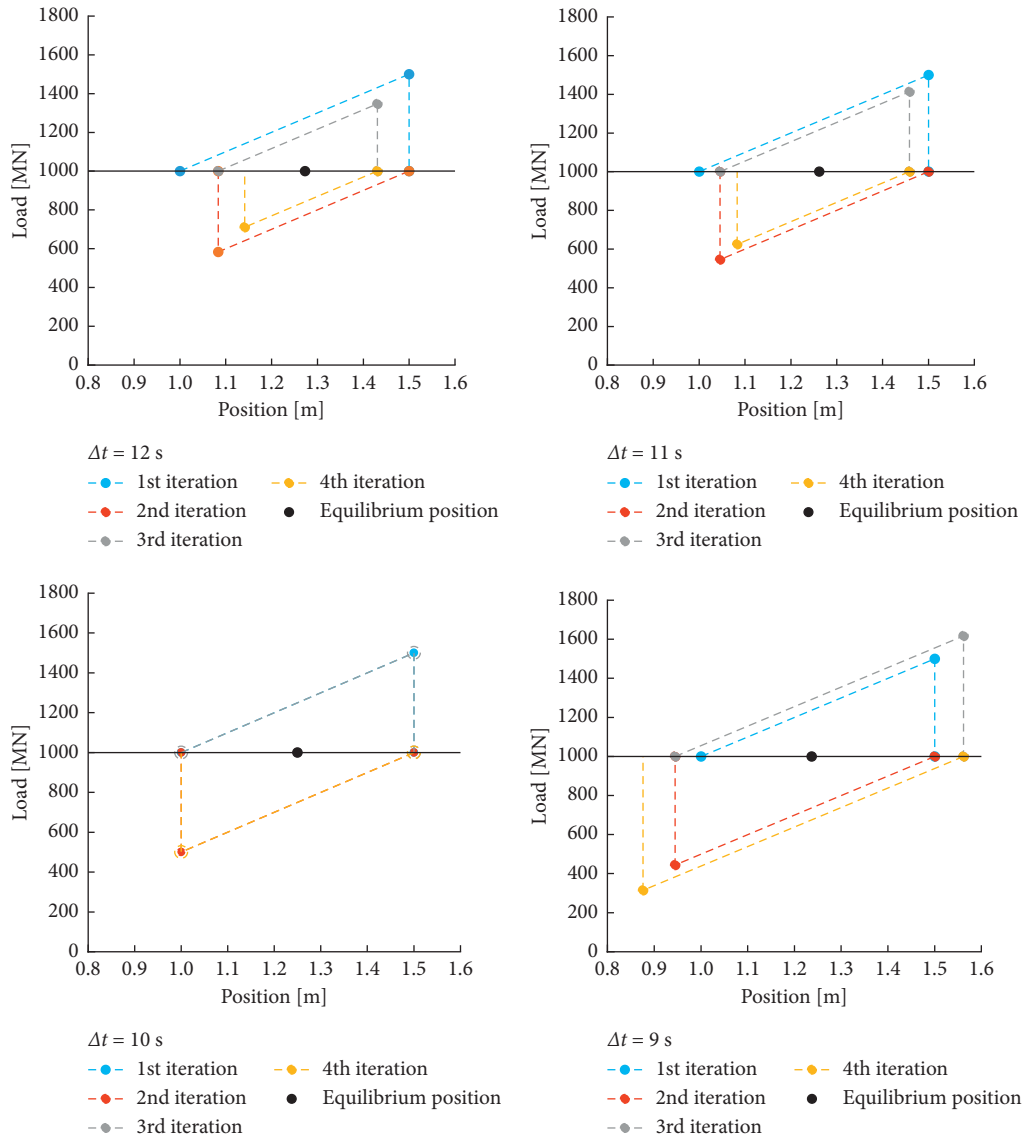 1800
1600
1400
1200
1000
800
600
400
200
0
Load [MN]
0.8 0.9 1.0 1.1 1.2 1.3 1.4 1.5 1.6
Position [m]
Δt = 12 s
1st iteration
2nd iteration
3rd iteration
4th iteration
Equilibrium position
1800
1600
1400
1200
1000
800
600
400
200
0
Load [MN]
0.8 0.9 1.0 1.1 1.2 1.3 1.4 1.5 1.6
Position [m]
Δt = 11 s
1st iteration
2nd iteration
3rd iteration
4th iteration
Equilibrium position
1800
1600
1400
1200
1000
800
600
400
200
0
Load [MN]
0.8 0.9 1.0 1.1 1.2 1.3 1.4 1.5 1.6
Position [m]
Δt = 10 s
1st iteration
2nd iteration
3rd iteration
4th iteration
Equilibrium position
1800
1600
1400
1200
1000
800
600
400
200
0
Load [MN]
0.8 0.9 1.0 1.1 1.2 1.3 1.4 1.5 1.6
Position [m]
Δt = 9 s
1st iteration
2nd iteration
3rd iteration
4th iteration
Equilibrium position